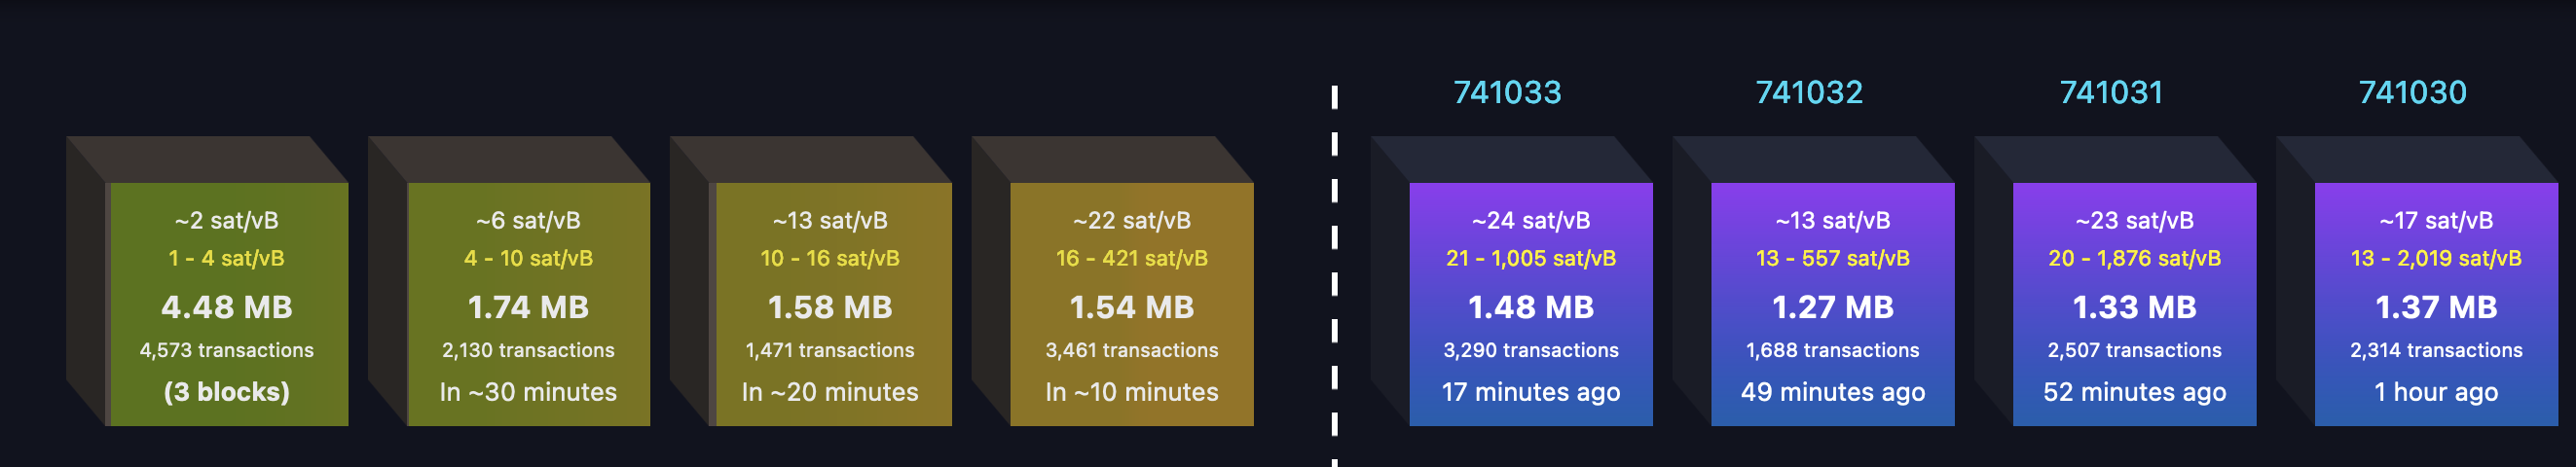 ~2 sat/vB
1 - 4 sat/vB
4.48 MB
4,573 transactions
(3 blocks)
~6 sat/vB
4 - 10 sat/vB
1.74 MB
2,130 transactions
In ~30 minutes
~13 sat/vB
10 - 16 sat/vB
1.58 MB
1,471 transactions
In ~20 minutes
~22 sat/vB
16 - 421 sat/vB
1.54 MB
3,461 transactions
In ~10 minutes
741033
~24 sat/vB
21 - 1,005 sat/vB
1.48 MB
3,290 transactions
17 minutes ago
741032
~13 sat/vB
13 - 557 sat/vB
1.27 MB
1,688 transactions
49 minutes ago
741031
~23 sat/vB
20 - 1,876 sat/vB
1.33 MB
2,507 transactions
52 minutes ago
741030
~17 sat/vB
13 - 2,019 sat/vB
1.37 MB
2,314 transactions
1 hour ago